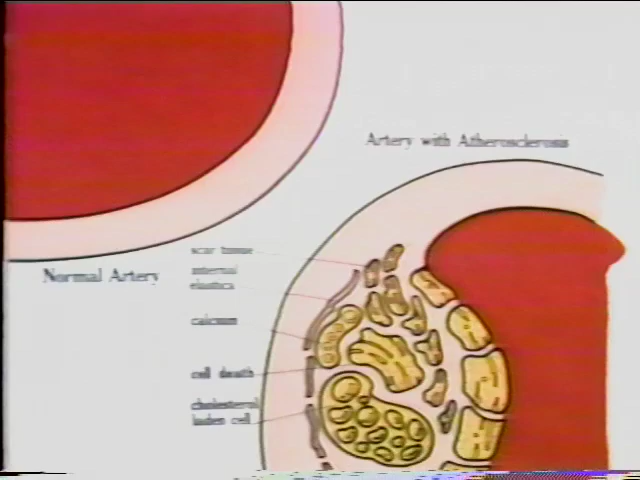 Artery with Atherosclerosis
scar tissue
internal
elastica
Normal Artery
calcium
cell death
cholesterol
laden cell